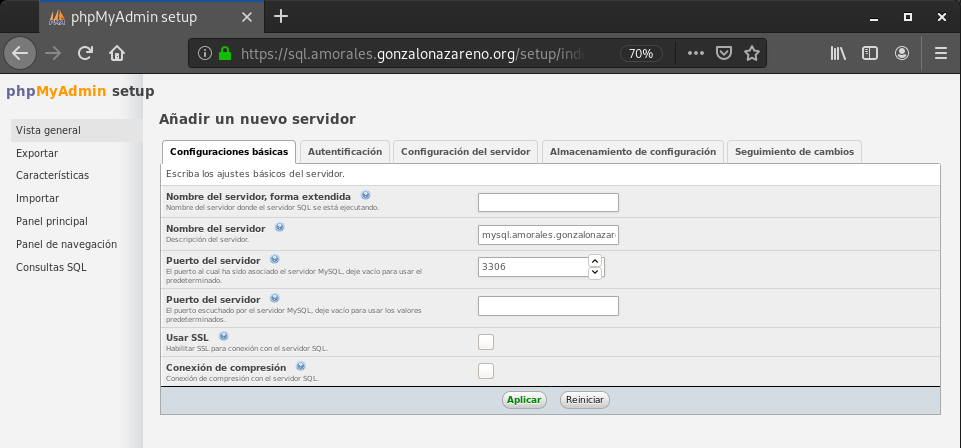 phpMyAdmin setup
https://sql.amorales.gonzalonazareno.org/setup/inde
70%
phpMyAdmin setup
Vista general
Exportar
Características
Importar
Panel principal
Panel de navegación
Consultas SQL
Añadir un nuevo servidor
Configuraciones básicas
Autentificación
Configuración del servidor
Almacenamiento de configuración
Seguimiento de cambios
Escriba los ajustes básicos del servidor.
Nombre del servidor, forma extendida
Nombre del servidor donde el servidor SQL se está ejecutando.
Nombre del servidor
Descripción del servidor.
mysql.amorales.gonzalonazare
Puerto del servidor
El puerto al cual ha sido asociado el servidor MySQL, deje vacío para usar el
predeterminado.
3306
Puerto del servidor
El puerto escuchado por el servidor MySQL, deje vacío para usar los valores
predeterminados.
Usar SSL
Habilitar SSL para conexión con el servidor SQL.
Conexión de compresión
Conexión de compresión con el servidor SQL.
Aplicar
Reiniciar